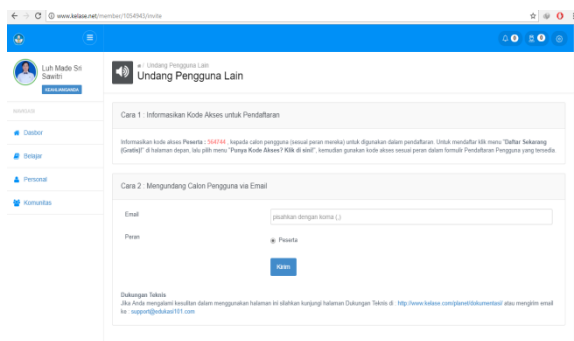 www.kelase.net/member/1054943/invite
0
0
Luh Made Sri
Sawitri
/ Undang Pengguna Lain
Undang Pengguna Lain
NAVIGASI
Dasbor
Belajar
Personal
Komunitas
Cara 1 : Informasikan Kode Akses untuk Pendaftaran
Informasikan kode akses Peserta : 564744 , kepada calon pengguna (sesuai peran mereka) untuk digunakan dalam pendaftaran. Untuk mendaftar klik menu "Daftar Sekarang
(Gratis)" di halaman depan, lalu pilih menu "Punya Kode Akses? Klik di sini!", kemudian gunakan kode akses sesuai peran dalam formulir Pendaftaran Pengguna yang tersedia.
Cara 2 : Mengundang Calon Pengguna via Email
Email
pisahkan dengan koma (,)
Peran
Peserta
Kirim
Dukungan Teknis
Jika Anda mengalami kesulitan dalam menggunakan halaman ini silahkan kunjungi halaman Dukungan Teknis di : http://www.kelase.com/planet/dokumentasi/ atau mengirim email
ke : support@edukasi101.com